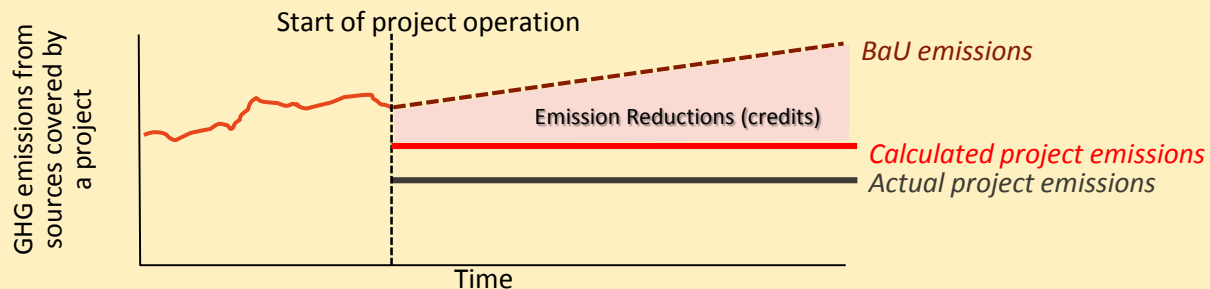 Start of project operation
GHG emissions from
sources covered by
a project
BaU emissions
Emission Reductions (credits)
Calculated project emissions
Actual project emissions
Time